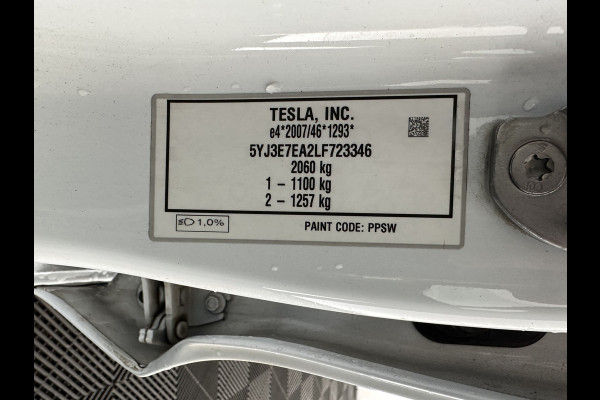 TESLA, INC.
e4*2007/46*1293*
5YJ3E7EA2LF723346
2060 kg
1 – 1100 kg
2 – 1257 kg
1,0%
PAINT CODE: PPSW